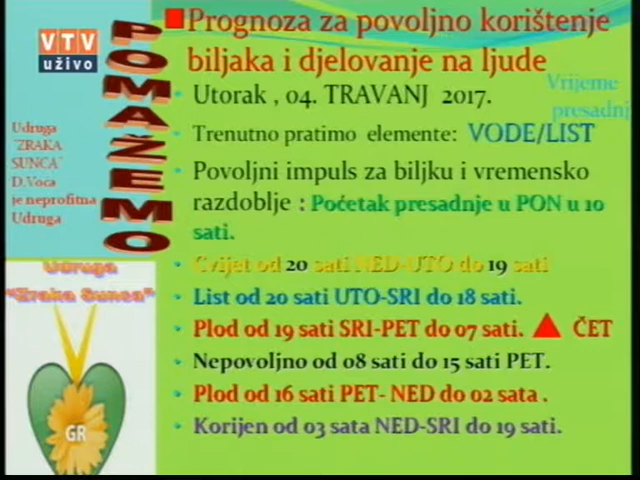 VTV
uživo
POMAŽEMO
Udruga
"ZRAKA
SUNCA"
D.Voća
je neprofitna
Udruga
Udruga
"Zraka Sunca"
GR
Prognoza za povoljno korištenje
biljaka i djelovanje na ljude
Vrijeme
presadnj
Utorak , 04. TRAVANJ 2017.
Trenutno pratimo elemente: VODE/LIST
Povoljni impuls za biljku i vremensko
razdoblje : Početak presadnje u PON u 10
sati.
Cvijet od 20 sati NED-UTO do 19 sati
List od 20 sati UTO-SRI do 18 sati.
Plod od 19 sati SRI-PET do 07 sati. ČET
Nepovoljno od 08 sati do 15 sati PET.
Plod od 16 sati PET- NED do 02 sata .
Korijen od 03 sata NED-SRI do 19 sati.